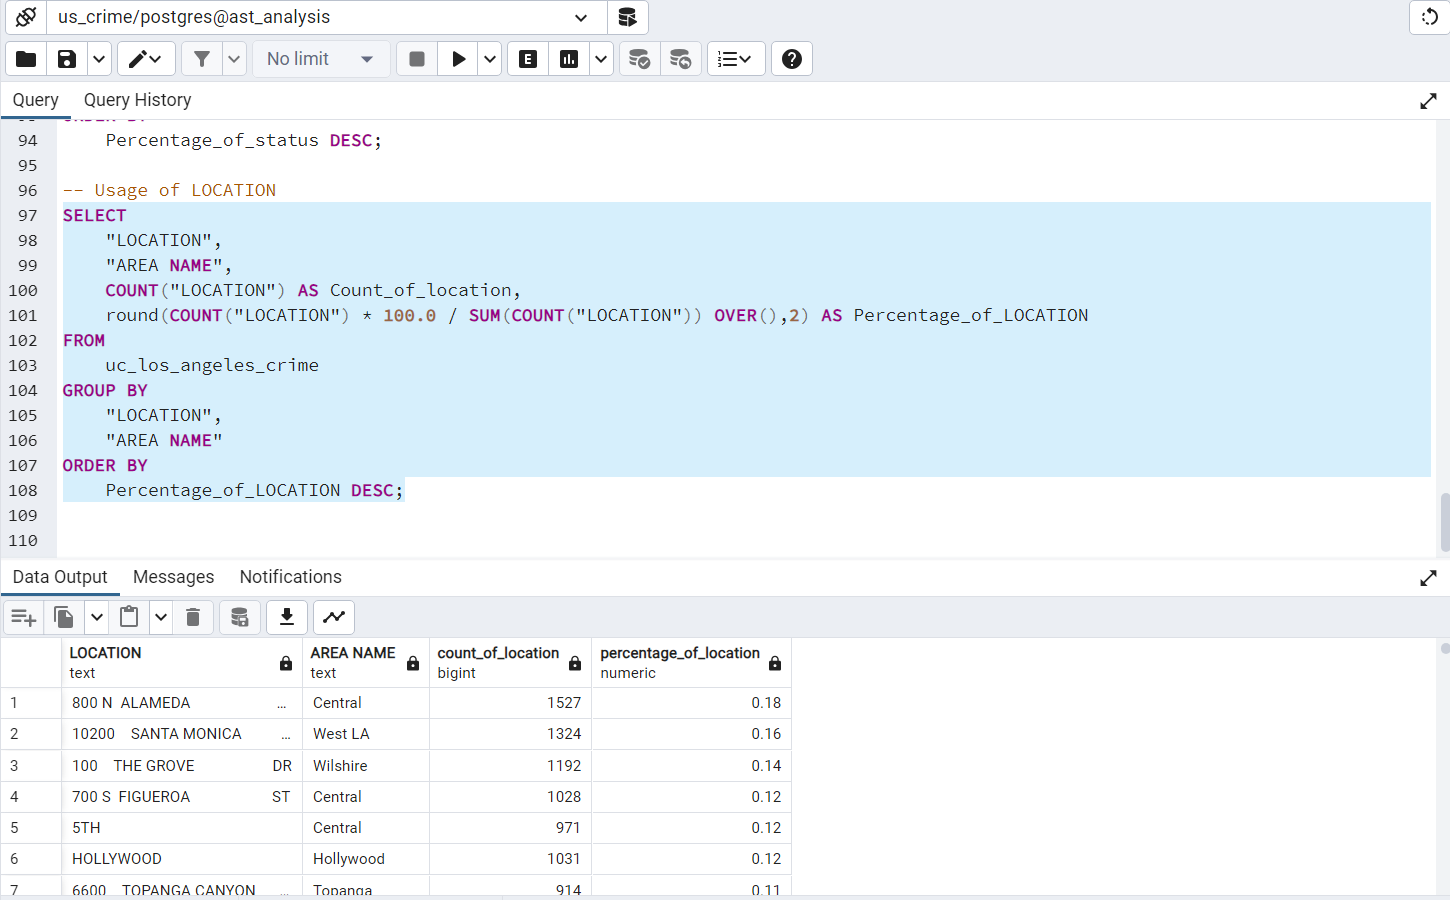 us_crime/postgres@ast_analysis
No limit
E
Query Query History
94 Percentage_of_status DESC;
95
96 -- Usage of LOCATION
97 SELECT
98 "LOCATION",
99 "AREA NAME",
100 COUNT("LOCATION") AS Count_of_location,
101 round(COUNT("LOCATION") * 100.0 / SUM(COUNT("LOCATION")) OVER(),2) AS Percentage_of_LOCATION
102 FROM
103 uc_los_angeles_crime
104 GROUP BY
105 "LOCATION",
106 "AREA NAME"
107 ORDER BY
108 Percentage_of_LOCATION DESC;
109
110
Data Output Messages Notifications
LOCATION AREA NAME count_of_location percentage_of_location
text text bigint numeric
1 800 N ALAMEDA ... Central 1527 0.18
2 10200 SANTA MONICA ... West LA 1324 0.16
3 100 THE GROVE DR Wilshire 1192 0.14
4 700 S FIGUEROA ST Central 1028 0.12
5 5TH Central 971 0.12
6 HOLLYWOOD Hollywood 1031 0.12
7 6600 TOPANGA CANYON ... Topanga 914 0.11